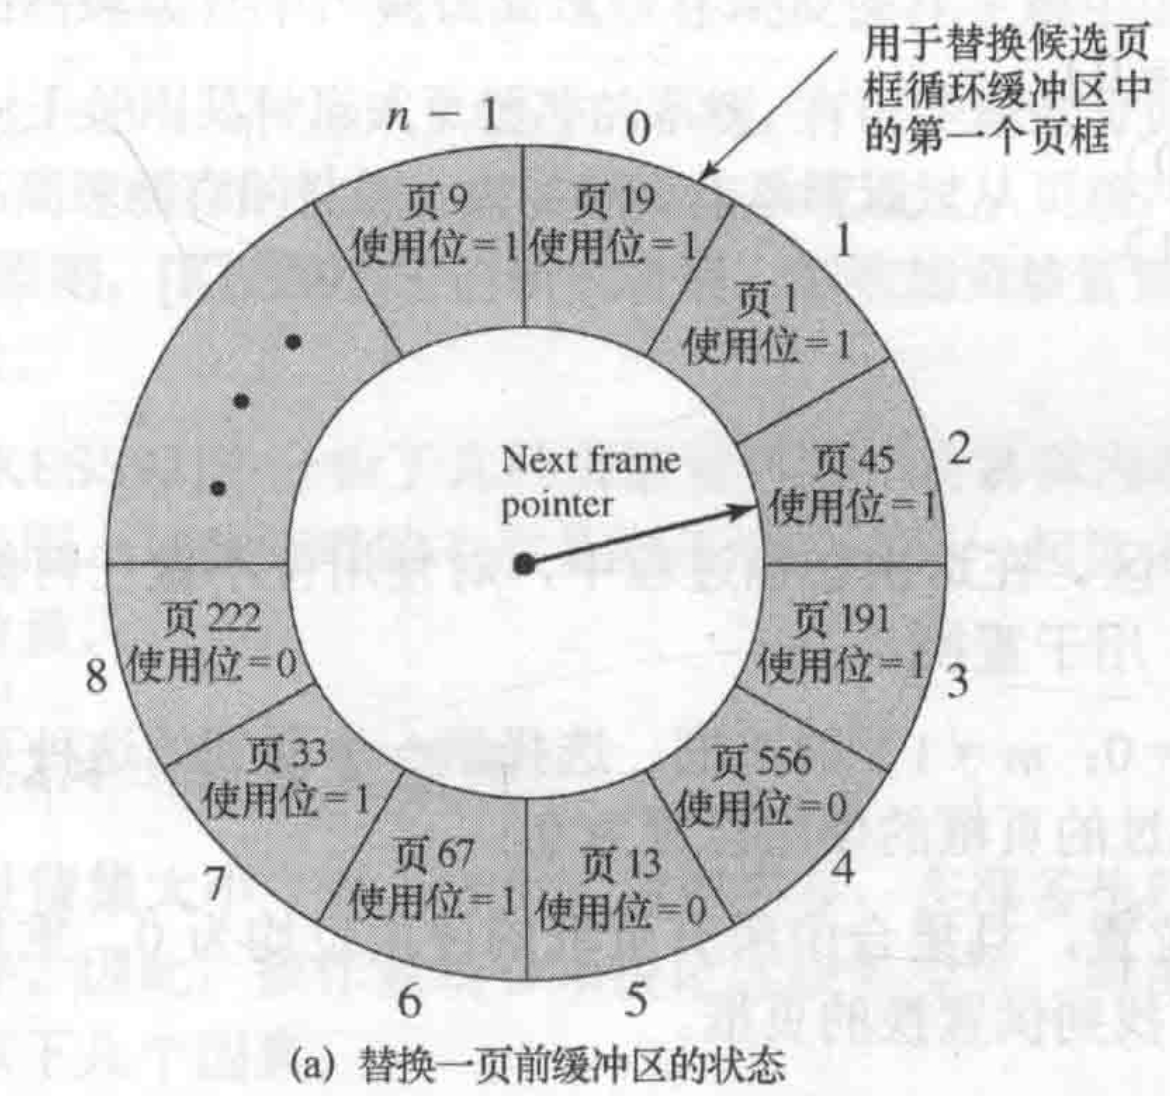 用于替换候选页
框循环缓冲区中
的第一个页框
n − 1
0
页 9
使用位=1
页 19
使用位=1
1
页 1
使用位=1
2
页 45
使用位=1
Next frame
pointer
页 191
使用位=1
3
页 556
使用位=0
4
页 13
使用位=0
5
页 67
使用位=1
6
页 33
使用位=1
7
页 222
使用位=0
8
(a) 替换一页前缓冲区的状态